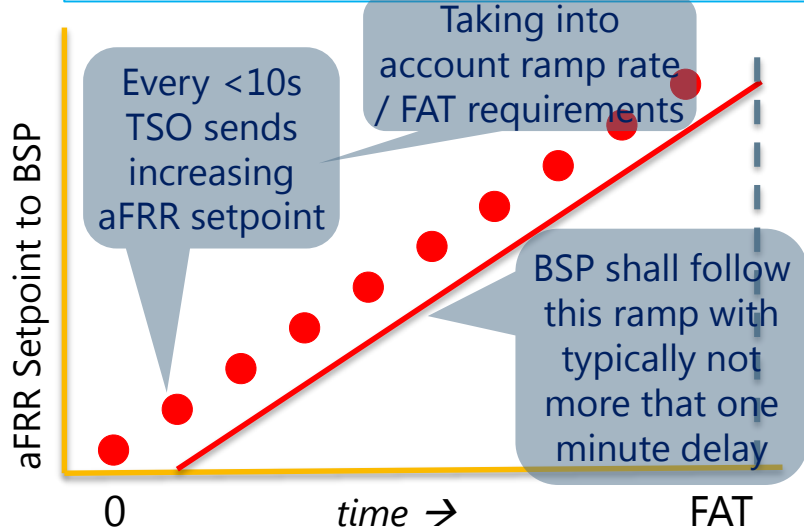 Taking into
account ramp rate
/ FAT requirements
Every <10s
TSO sends
increasing
aFRR setpoint
BSP shall follow
this ramp with
typically not
more that one
minute delay
aFRR Setpoint to BSP
0
time →
FAT